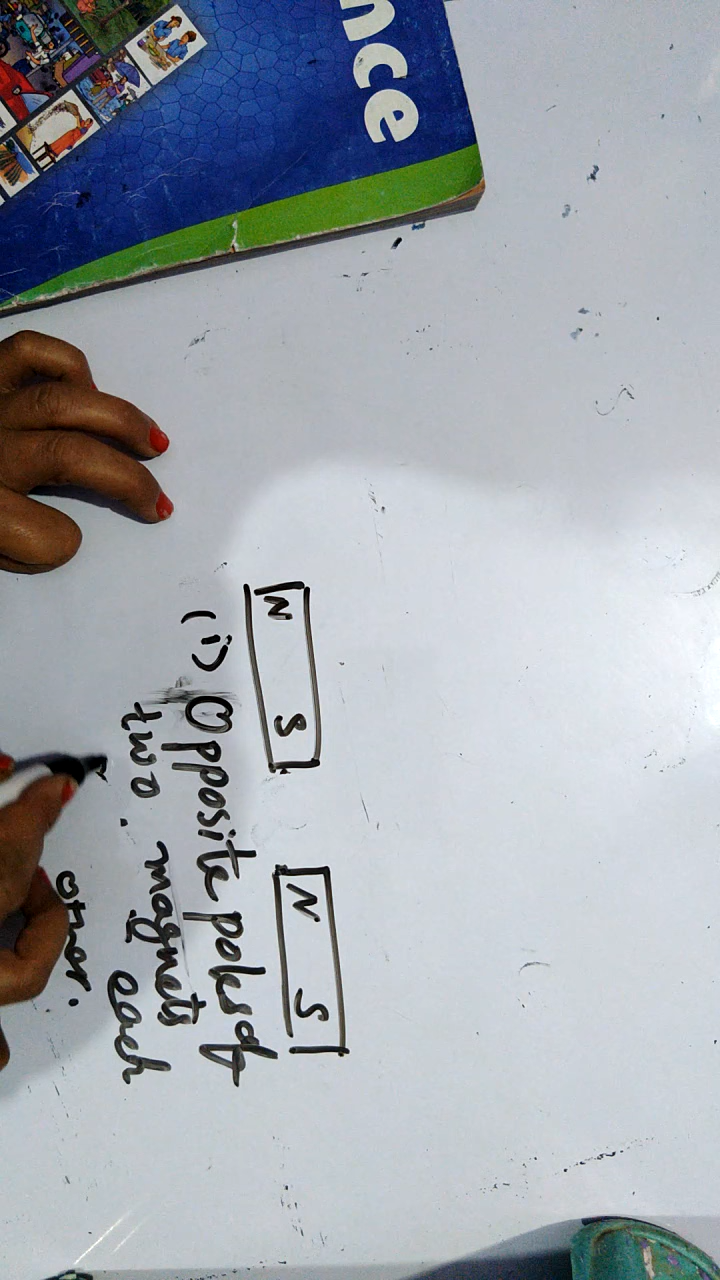 nce
N S N S
(i) Opposite poles of
two. magnets
each
other.